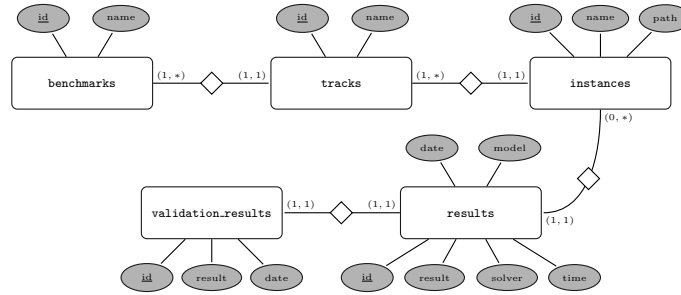 id name id name id name path
benchmarks (1, ∗) (1, 1) tracks (1, ∗) (1, 1) instances
(0, ∗)
date model
validation_results (1, 1) (1, 1) results (1, 1)
id result date id result solver time